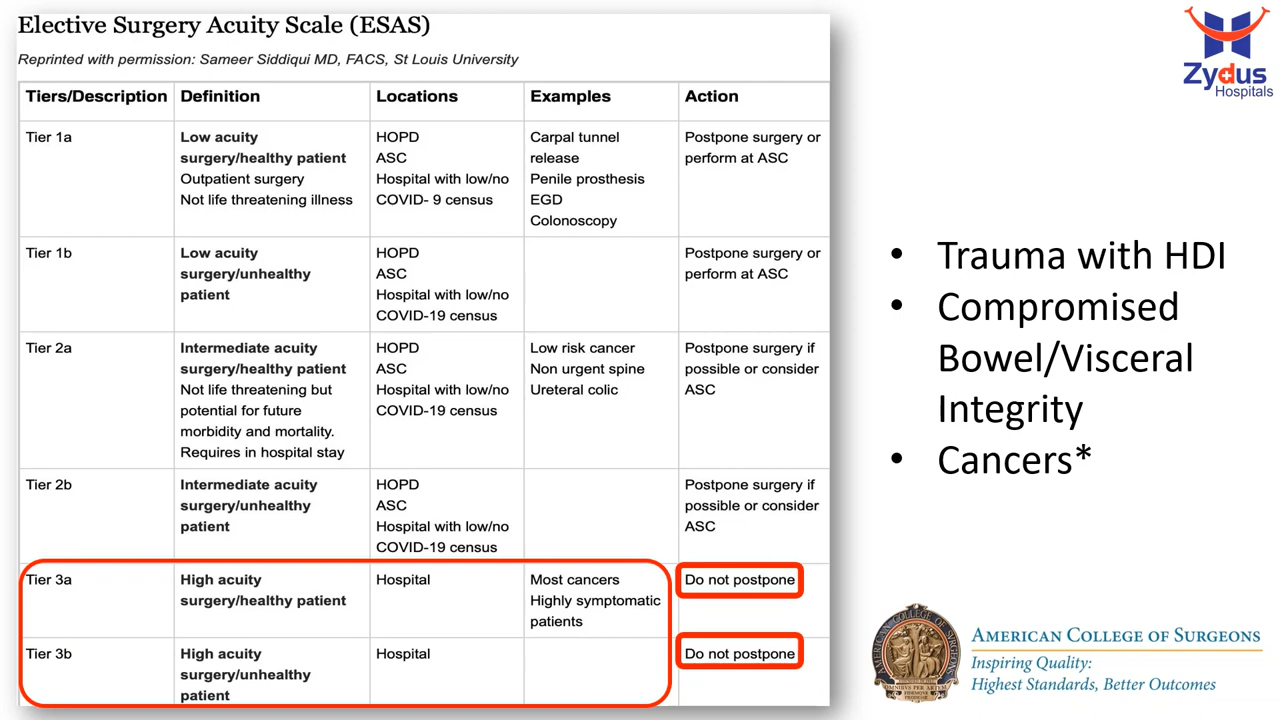 Elective Surgery Acuity Scale (ESAS)
Reprinted with permission: Sameer Siddiqui MD, FACS, St Louis University
Tiers/Description Definition Locations Examples Action
Tier 1a
Low acuity
surgery/healthy patient
Outpatient surgery
Not life threatening illness
HOPD
ASC
Hospital with low/no
COVID- 9 census
Carpal tunnel
release
Penile prosthesis
EGD
Colonoscopy
Postpone surgery or
perform at ASC
Tier 1b
Low acuity
surgery/unhealthy
patient
HOPD
ASC
Hospital with low/no
COVID-19 census
Postpone surgery or
perform at ASC
Tier 2a
Intermediate acuity
surgery/healthy patient
Not life threatening but
potential for future
morbidity and mortality.
Requires in hospital stay
HOPD
ASC
Hospital with low/no
COVID-19 census
Low risk cancer
Non urgent spine
Ureteral colic
Postpone surgery if
possible or consider
ASC
Tier 2b
Intermediate acuity
surgery/unhealthy
patient
HOPD
ASC
Hospital with low/no
COVID-19 census
Postpone surgery if
possible or consider
ASC
Tier 3a
High acuity
surgery/healthy patient
Hospital
Most cancers
Highly symptomatic
patients
Do not postpone
Tier 3b
High acuity
surgery/unhealthy
patient
Hospital
Do not postpone
Zydus
Hospitals
• Trauma with HDI
• Compromised
Bowel/Visceral
Integrity
• Cancers*
AMERICAN COLLEGE OF SURGEONS
Inspiring Quality:
Highest Standards, Better Outcomes